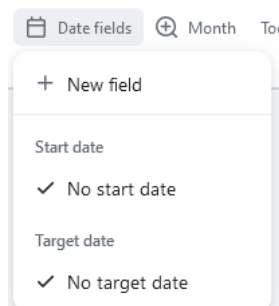 Date fields Month
New field
Start date
No start date
Target date
No target date